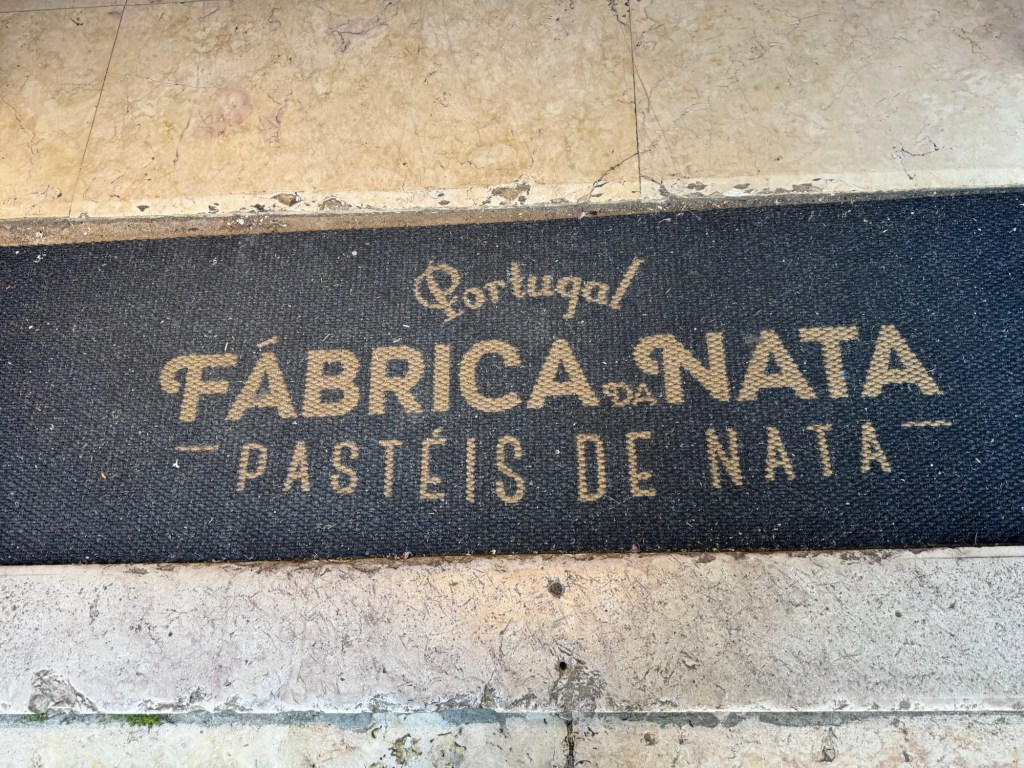 Portugal
FÁBRICA DA NATA
— PASTÉIS DE NATA —